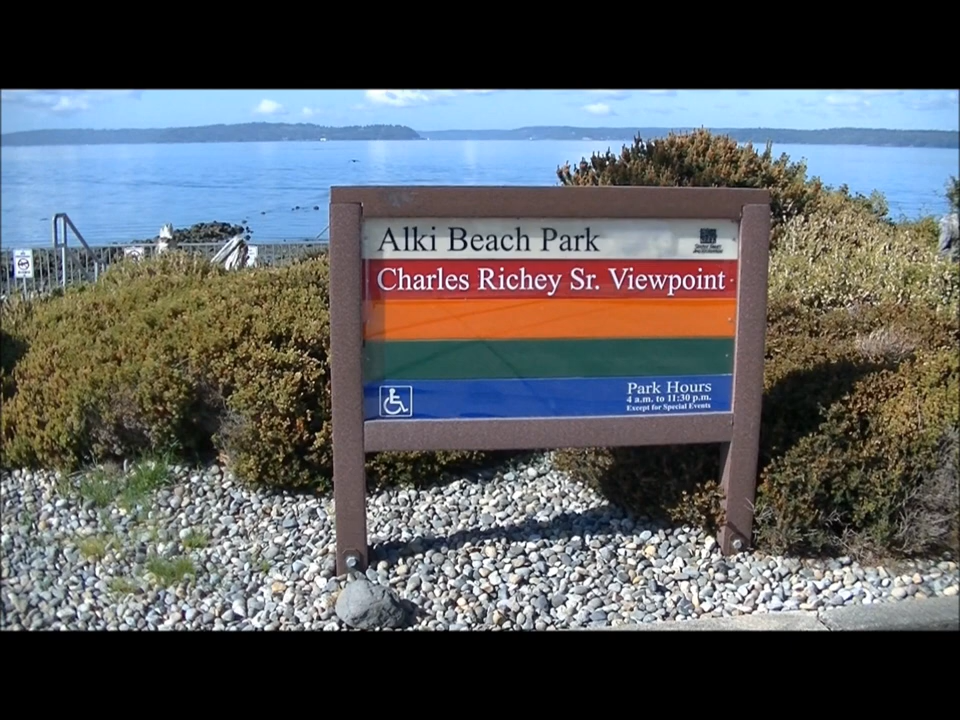 Alki Beach Park
Charles Richey Sr. Viewpoint
Park Hours
4 a.m. to 11:30 p.m.
Except for Special Events